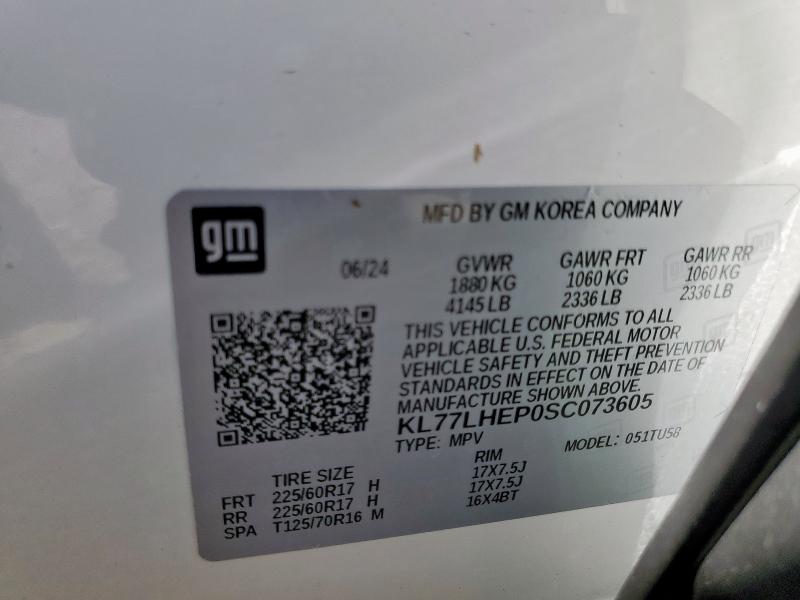 gm
MFD BY GM KOREA COMPANY
06/24
GVWR GAWR FRT GAWR RR
1880 KG 1060 KG 1060 KG
4145 LB 2336 LB 2336 LB
THIS VEHICLE CONFORMS TO ALL
APPLICABLE U.S. FEDERAL MOTOR
VEHICLE SAFETY AND THEFT PREVENTION
STANDARDS IN EFFECT ON THE DATE OF
MANUFACTURE SHOWN ABOVE.
KL77LHEP0SC073605
TYPE: MPV MODEL: 051TU58
TIRE SIZE RIM
FRT 225/60R17 H 17X7.5J
RR 225/60R17 H 17X7.5J
SPA T125/70R16 M 16X4BT